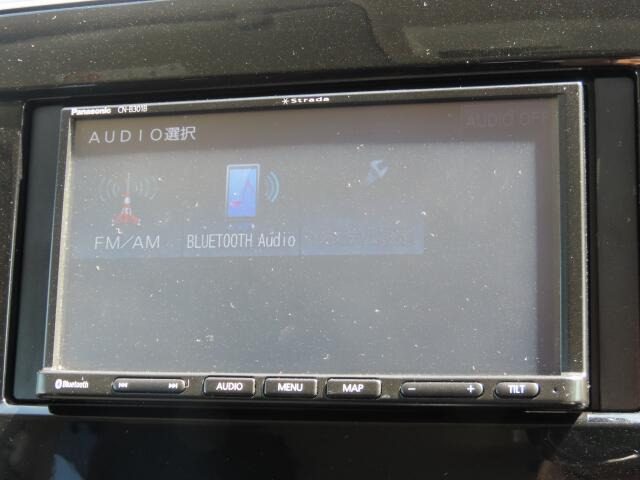 Panasonic CN-B301B
Strada
AUDIO選択
AUDIO OFF
FM/AM
BLUETOOTH Audio
Bluetooth
AUDIO
MENU
MAP
−
+
TILT